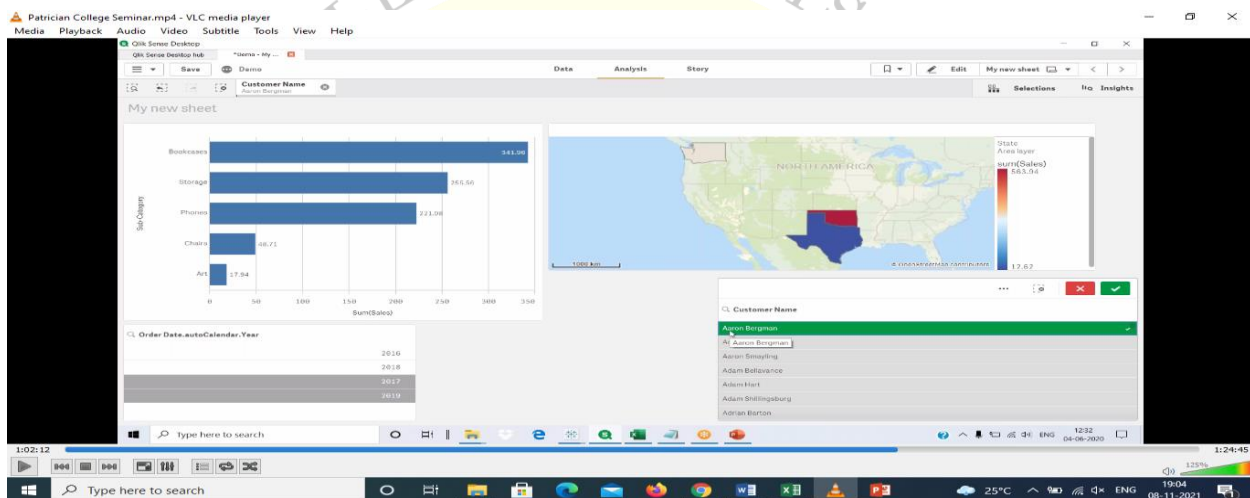 Patrician College Seminar.mp4 - VLC media player
Media Playback Audio Video Subtitle Tools View Help
Qlik Sense Desktop
Qlik Sense Desktop hub *Demo - My ...
Save Demo Data Analysis Story Edit My new sheet
Customer Name
Aaron Bergman
Selections Insights
My new sheet
Sub-Category
Bookcases 341.96
Storage
Phones
Chairs 48.71
Art 17.94
0 50 100 150 200 250 300 350
Sum(Sales)
NORTH AMERICA
1000 km
© OpenStreetMap contributors
State
Area layer
sum(Sales)
563.94
12.62
Order Date.autoCalendar.Year
2016
2018
2017
2019
...
Customer Name
Aaron Bergman
Aaron Bergman
Aaron Smayling
Adam Bellavance
Adam Hart
Adam Shillingsburg
Adrian Barton
Type here to search ENG 12:32
04-06-2020
1:02:12 1:24:45
125%
Type here to search 25°C ENG 19:04
08-11-2021